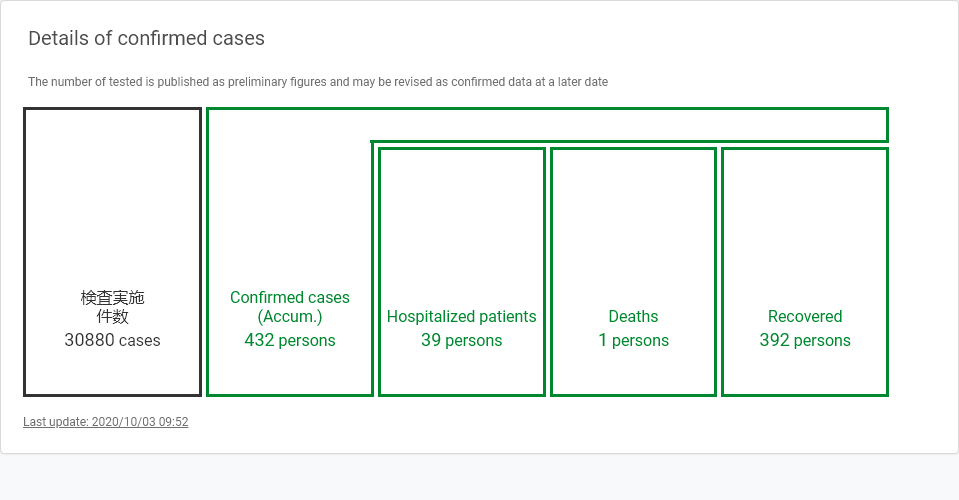 Details of confirmed cases
The number of tested is published as preliminary figures and may be revised as confirmed data at a later date
検査実施
件数
30880 cases
Confirmed cases
(Accum.)
432 persons
Hospitalized patients
39 persons
Deaths
1 persons
Recovered
392 persons
Last update: 2020/10/03 09:52